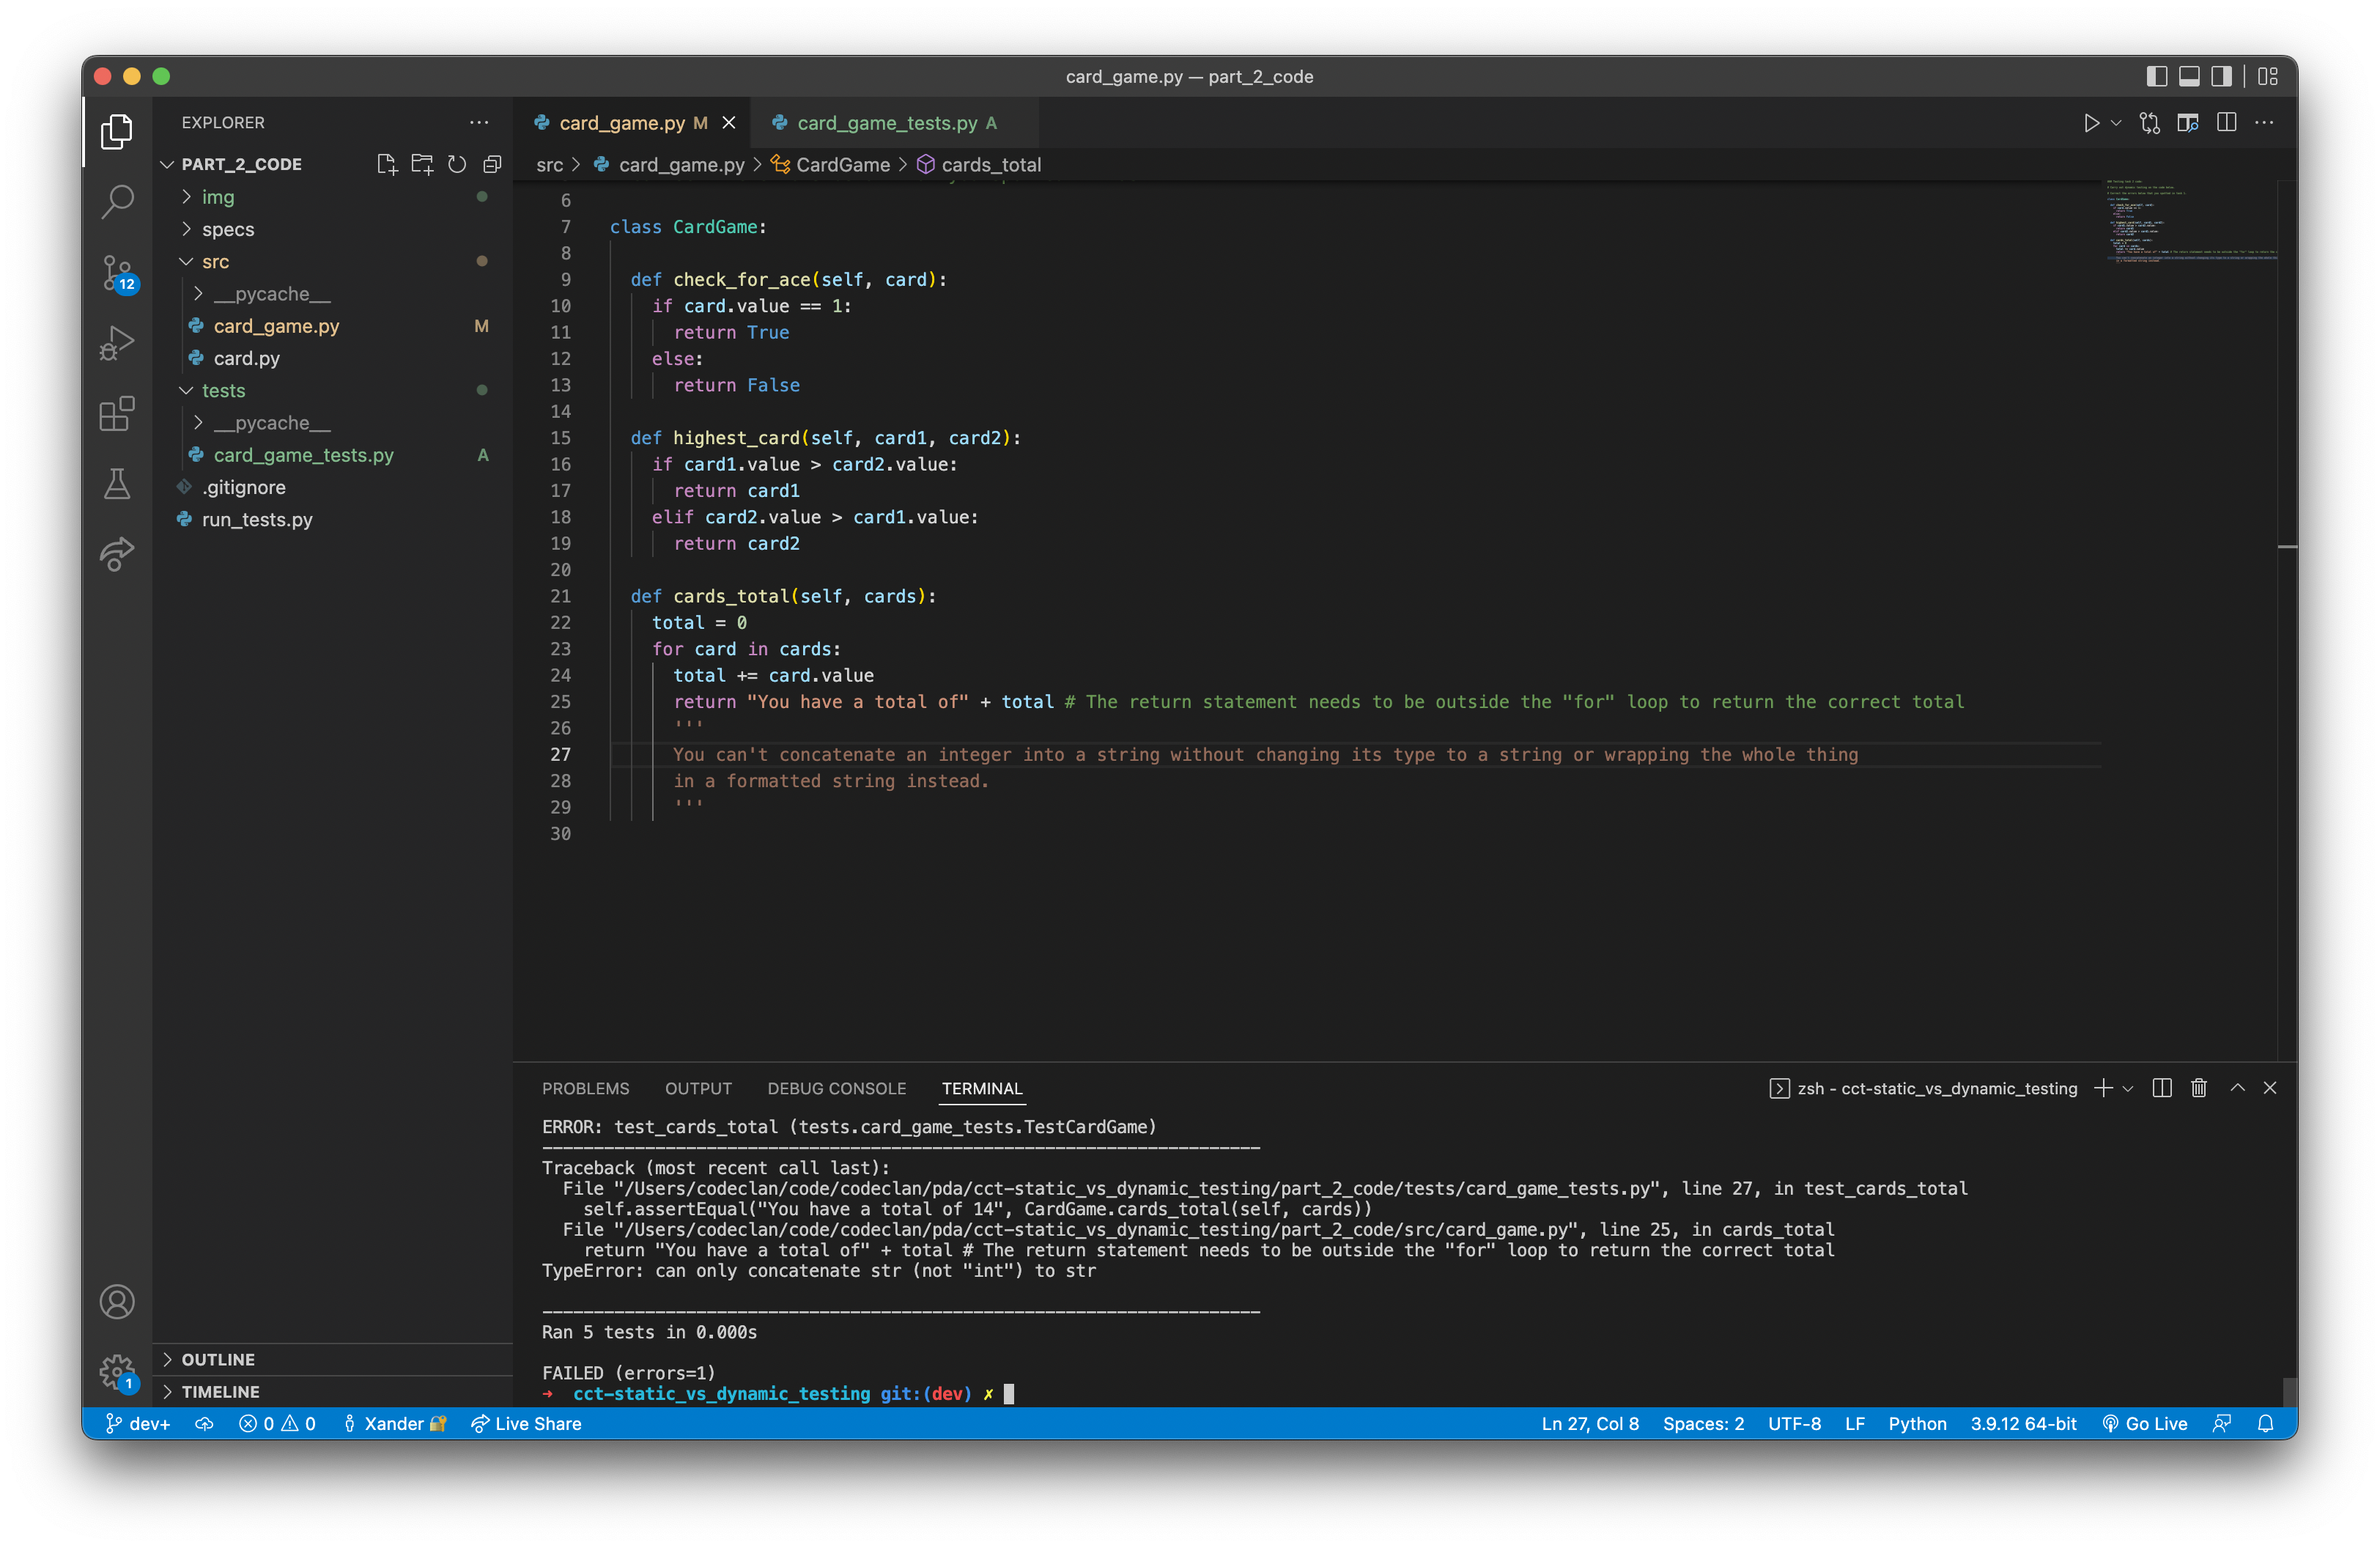 card_game.py — part_2_code
EXPLORER
PART_2_CODE
img
specs
src
__pycache__
card_game.py M
card.py
tests
__pycache__
card_game_tests.py A
.gitignore
run_tests.py
OUTLINE
TIMELINE
12
1
card_game.py M
card_game_tests.py A
src > card_game.py > CardGame > cards_total
6
7 class CardGame:
8
9 def check_for_ace(self, card):
10 if card.value == 1:
11 return True
12 else:
13 return False
14
15 def highest_card(self, card1, card2):
16 if card1.value > card2.value:
17 return card1
18 elif card2.value > card1.value:
19 return card2
20
21 def cards_total(self, cards):
22 total = 0
23 for card in cards:
24 total += card.value
25 return "You have a total of" + total # The return statement needs to be outside the "for" loop to return the correct total
26 '''
27 You can't concatenate an integer into a string without changing its type to a string or wrapping the whole thing
28 in a formatted string instead.
29 '''
30
PROBLEMS OUTPUT DEBUG CONSOLE TERMINAL
zsh - cct-static_vs_dynamic_testing
ERROR: test_cards_total (tests.card_game_tests.TestCardGame)
----------------------------------------------------------------------
Traceback (most recent call last):
File "/Users/codeclan/code/codeclan/pda/cct-static_vs_dynamic_testing/part_2_code/tests/card_game_tests.py", line 27, in test_cards_total
self.assertEqual("You have a total of 14", CardGame.cards_total(self, cards))
File "/Users/codeclan/code/codeclan/pda/cct-static_vs_dynamic_testing/part_2_code/src/card_game.py", line 25, in cards_total
return "You have a total of" + total # The return statement needs to be outside the "for" loop to return the correct total
TypeError: can only concatenate str (not "int") to str
----------------------------------------------------------------------
Ran 5 tests in 0.000s
FAILED (errors=1)
→ cct-static_vs_dynamic_testing git:(dev) ✗
dev+ 0 0 Xander Live Share
Ln 27, Col 8 Spaces: 2 UTF-8 LF Python 3.9.12 64-bit Go Live